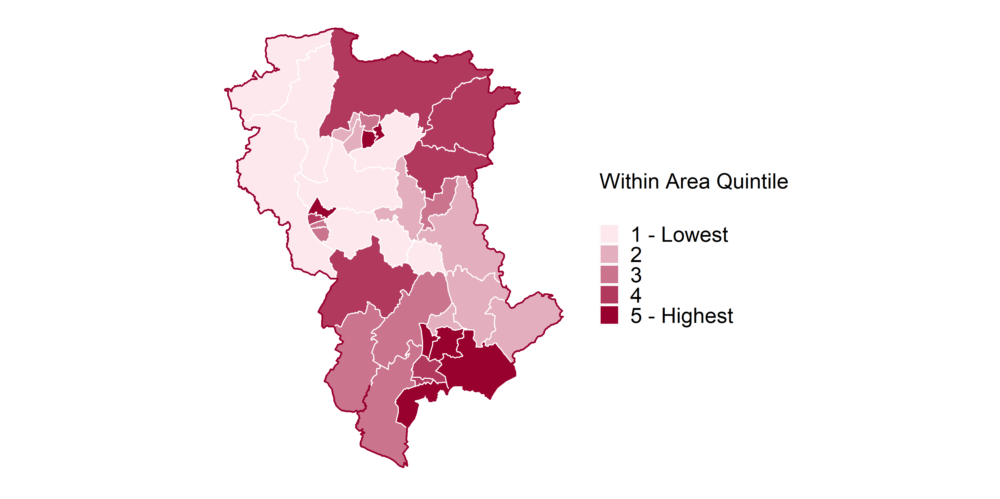 Within Area Quintile
1 - Lowest
2
3
4
5 - Highest